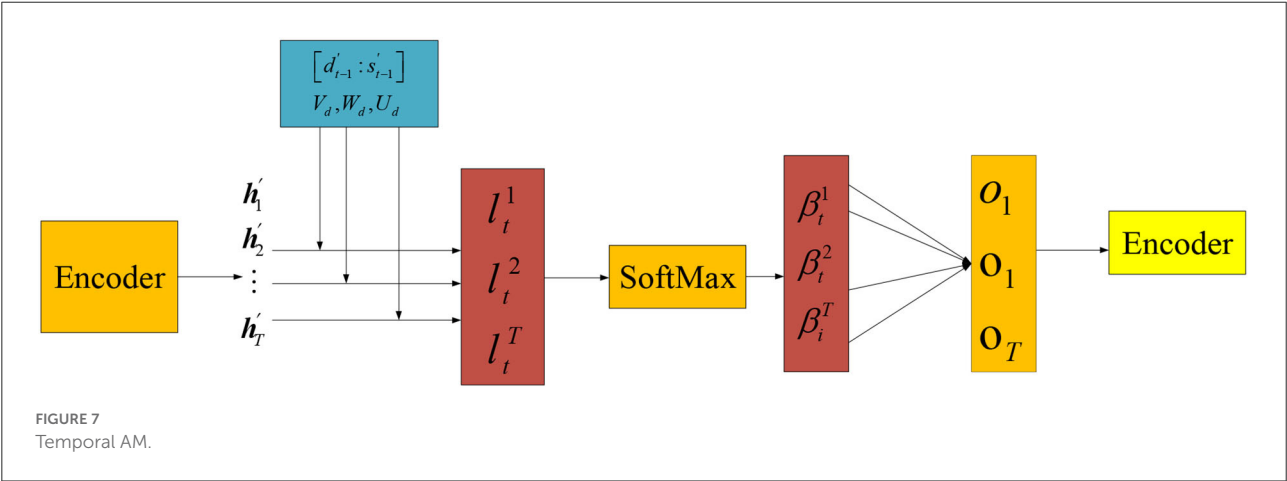 [d'_{t-1} : s'_{t-1}]
V_d, W_d, U_d
Encoder
h'_1
h'_2
⋮
h'_T
l_t^1
l_t^2
l_t^T
SoftMax
β_t^1
β_t^2
β_i^T
o_1
o_1
o_T
Encoder
FIGURE 7
Temporal AM.